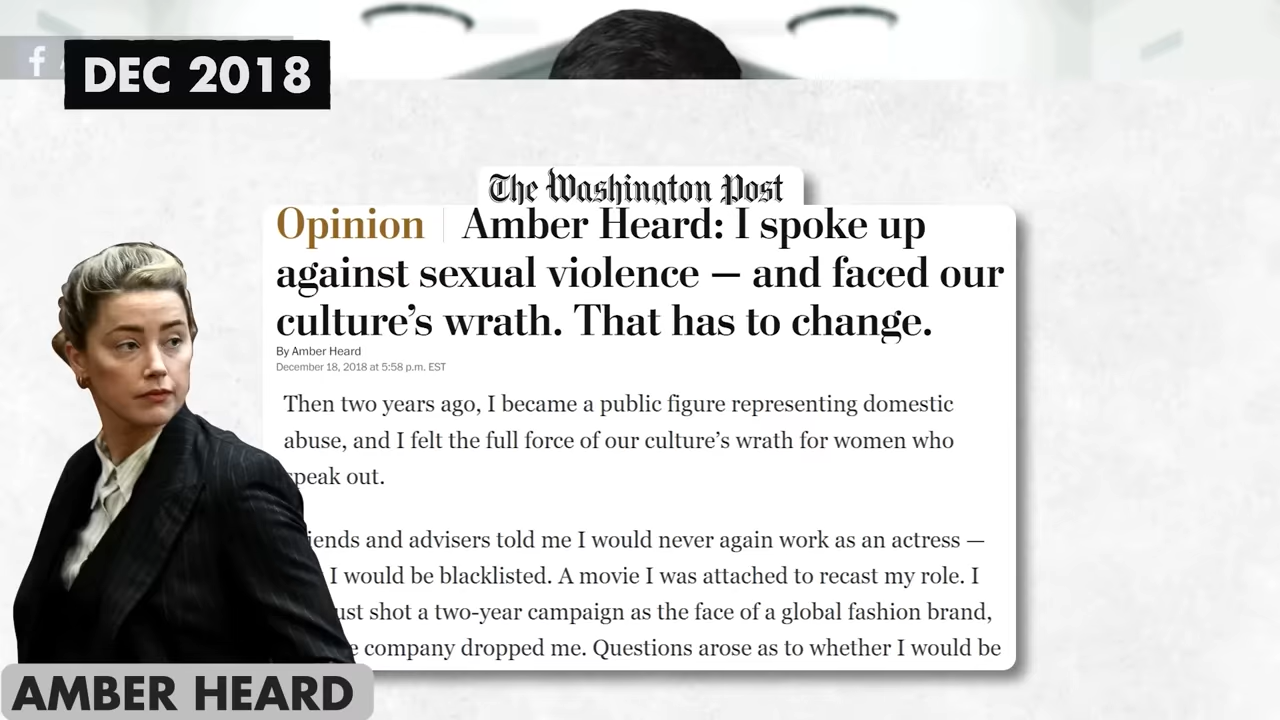 DEC 2018
The Washington Post
Opinion | Amber Heard: I spoke up
against sexual violence — and faced our
culture's wrath. That has to change.
By Amber Heard
December 18, 2018 at 5:58 p.m. EST
Then two years ago, I became a public figure representing domestic
abuse, and I felt the full force of our culture's wrath for women who
speak out.
and advisers told me I would never again work as an actress —
I would be blacklisted. A movie I was attached to recast my role. I
shot a two-year campaign as the face of a global fashion brand,
company dropped me. Questions arose as to whether I would be
AMBER HEARD